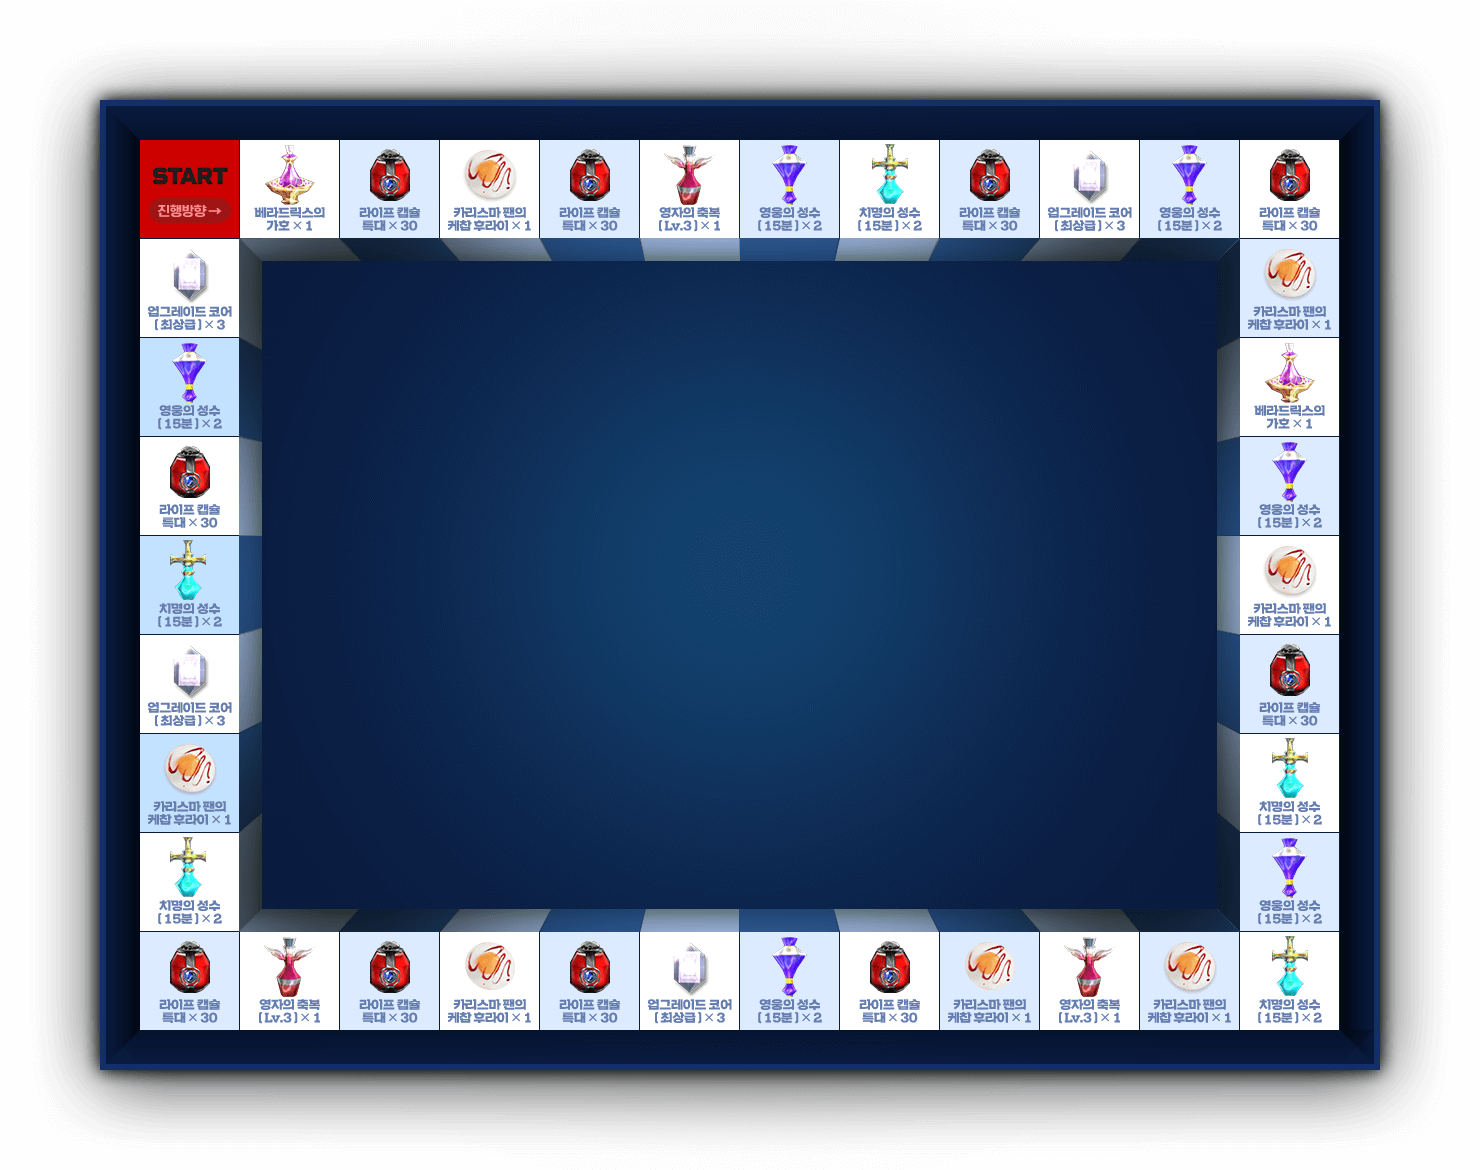 START
진행방향→
베라드릭스의
가호×1
라이프 캡슐
특대×30
카리스마 팬의
케찹 후라이×1
라이프 캡슐
특대×30
영자의 축복
(Lv.3)×1
영웅의 성수
(15분)×2
치명의 성수
(15분)×2
라이프 캡슐
특대×30
업그레이드 코어
(최상급)×3
영웅의 성수
(15분)×2
라이프 캡슐
특대×30
업그레이드 코어
(최상급)×3
카리스마 팬의
케찹 후라이×1
영웅의 성수
(15분)×2
베라드릭스의
가호×1
라이프 캡슐
특대×30
영웅의 성수
(15분)×2
치명의 성수
(15분)×2
카리스마 팬의
케찹 후라이×1
업그레이드 코어
(최상급)×3
라이프 캡슐
특대×30
카리스마 팬의
케찹 후라이×1
치명의 성수
(15분)×2
치명의 성수
(15분)×2
영웅의 성수
(15분)×2
라이프 캡슐
특대×30
영자의 축복
(Lv.3)×1
라이프 캡슐
특대×30
카리스마 팬의
케찹 후라이×1
라이프 캡슐
특대×30
업그레이드 코어
(최상급)×3
영웅의 성수
(15분)×2
라이프 캡슐
특대×30
카리스마 팬의
케찹 후라이×1
영자의 축복
(Lv.3)×1
카리스마 팬의
케찹 후라이×1
치명의 성수
(15분)×2